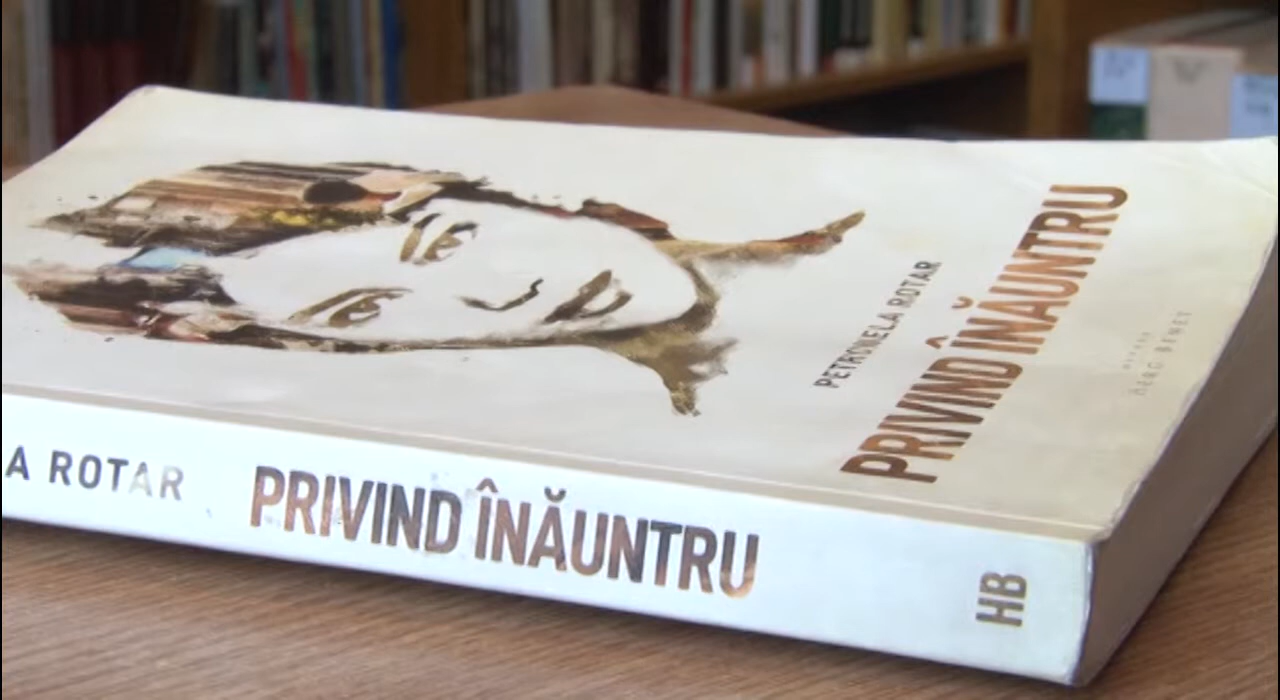 PETRONELA ROTAR
PRIVIND ÎNĂUNTRU
A ROTAR
PRIVIND ÎNĂUNTRU
HB